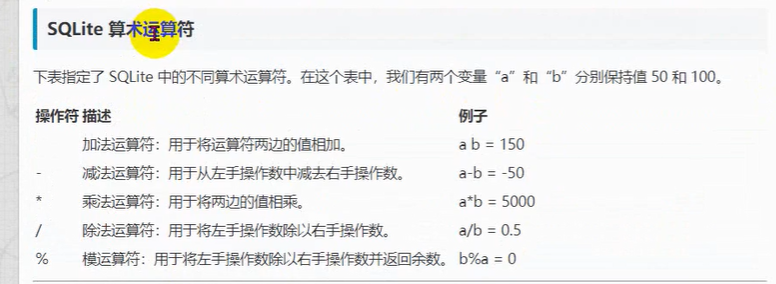 SQLite 算术运算符
下表指定了 SQLite 中的不同算术运算符。在这个表中，我们有两个变量“a”和“b”分别保持值 50 和 100。
操作符 描述 例子
加法运算符：用于将运算符两边的值相加。 a b = 150
- 减法运算符：用于从左手操作数中减去右手操作数。 a-b = -50
* 乘法运算符：用于将两边的值相乘。 a*b = 5000
/ 除法运算符：用于将左手操作数除以右手操作数。 a/b = 0.5
% 模运算符：用于将左手操作数除以右手操作数并返回余数。 b%a = 0